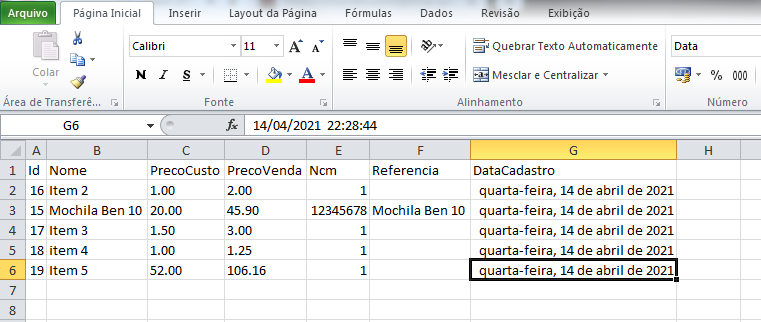 Arquivo Página Inicial Inserir Layout da Página Fórmulas Dados Revisão Exibição
Colar
Calibri 11 A A Quebrar Texto Automaticamente Data
N I S A Mesclar e Centralizar % 000
Área de Transferê... Fonte Alinhamento Número
G6 fx 14/04/2021 22:28:44
A B C D E F G H
1 Id Nome PrecoCusto PrecoVenda Ncm Referencia DataCadastro
2 16 Item 2 1.00 2.00 1 quarta-feira, 14 de abril de 2021
3 15 Mochila Ben 10 20.00 45.90 12345678 Mochila Ben 10 quarta-feira, 14 de abril de 2021
4 17 Item 3 1.50 3.00 1 quarta-feira, 14 de abril de 2021
5 18 item 4 1.00 1.25 1 quarta-feira, 14 de abril de 2021
6 19 Item 5 52.00 106.16 1 quarta-feira, 14 de abril de 2021
7
8